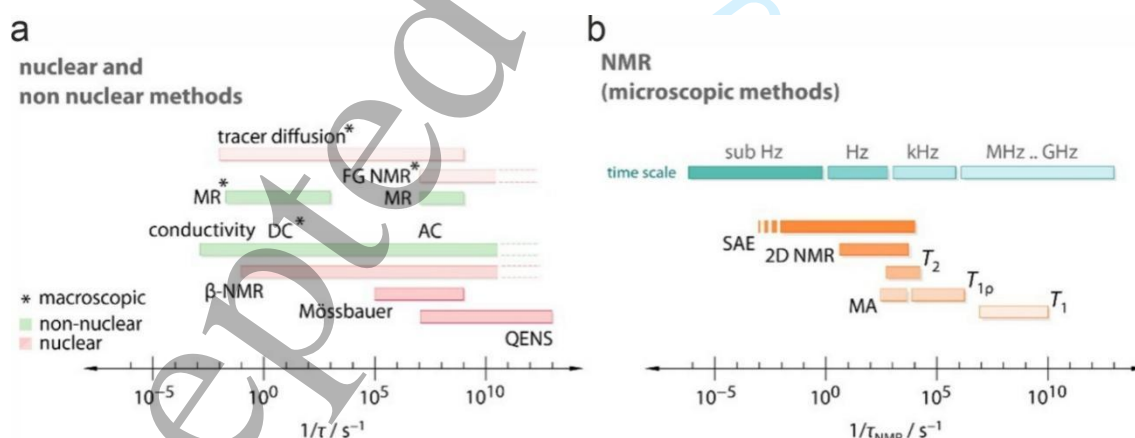 a
nuclear and
non nuclear methods
tracer diffusion*
FG NMR*
MR*
MR
conductivity DC* AC
β-NMR
Mössbauer
QENS
* macroscopic
non-nuclear
nuclear
10⁻⁵ 10⁰ 10⁵ 10¹⁰
1/τ / s⁻¹
b
NMR
(microscopic methods)
sub Hz Hz kHz MHz .. GHz
time scale
SAE
2D NMR
T₂
MA
T₁ρ
T₁
10⁻⁵ 10⁰ 10⁵ 10¹⁰
1/τNMR / s⁻¹
epted